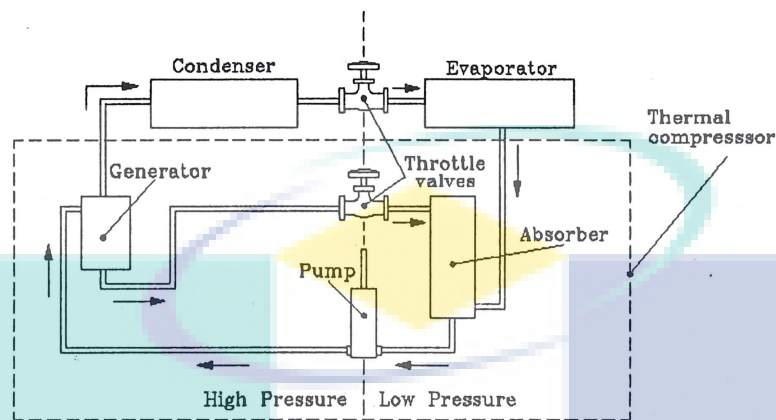 Condenser
Evaporator
Thermal
compresssor
Generator
Throttle
valves
Absorber
Pump
High Pressure
Low Pressure